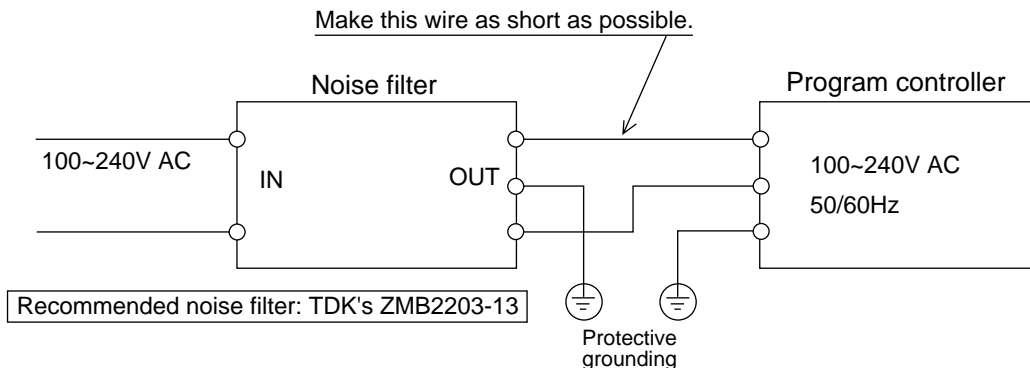 Make this wire as short as possible.
Noise filter
Program controller
100~240V AC
IN
OUT
100~240V AC
50/60Hz
Recommended noise filter: TDK's ZMB2203-13
Protective
grounding